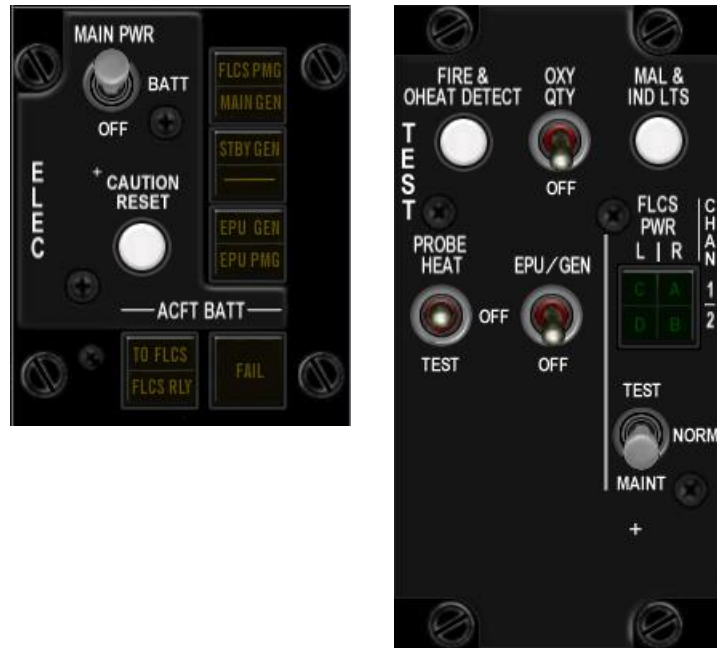 MAIN PWR
BATT
OFF
ELEC
+ CAUTION
RESET
FLCS PMG
MAIN GEN
STBY GEN
EPU GEN
EPU PMG
ACFT BATT
TO FLCS
FLCS RLY
FAIL
FIRE &
OHEAT DETECT
OXY
QTY
MAL &
IND LTS
TEST
OFF
FLCS
PWR
L | R
CHAN
C A 1
D B 2
PROBE
HEAT
OFF
TEST
EPU/GEN
OFF
TEST
NORM
MAINT
+